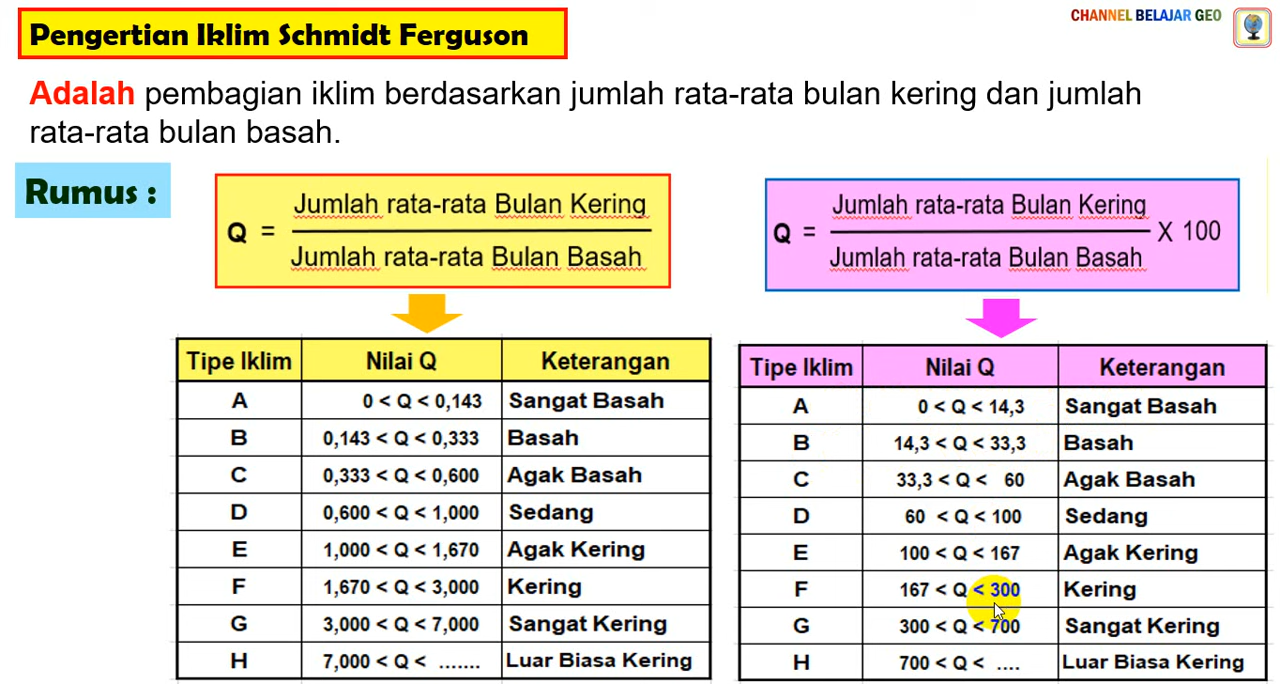 CHANNEL BELAJAR GEO
Pengertian Iklim Schmidt Ferguson
Adalah pembagian iklim berdasarkan jumlah rata-rata bulan kering dan jumlah
rata-rata bulan basah.
Rumus :
Q = Jumlah rata-rata Bulan Kering
Jumlah rata-rata Bulan Basah
Q = Jumlah rata-rata Bulan Kering
Jumlah rata-rata Bulan Basah X 100
Tipe Iklim Nilai Q Keterangan
A 0 < Q < 0,143 Sangat Basah
B 0,143 < Q < 0,333 Basah
C 0,333 < Q < 0,600 Agak Basah
D 0,600 < Q < 1,000 Sedang
E 1,000 < Q < 1,670 Agak Kering
F 1,670 < Q < 3,000 Kering
G 3,000 < Q < 7,000 Sangat Kering
H 7,000 < Q < ....... Luar Biasa Kering
Tipe Iklim Nilai Q Keterangan
A 0 < Q < 14,3 Sangat Basah
B 14,3 < Q < 33,3 Basah
C 33,3 < Q < 60 Agak Basah
D 60 < Q < 100 Sedang
E 100 < Q < 167 Agak Kering
F 167 < Q < 300 Kering
G 300 < Q < 700 Sangat Kering
H 700 < Q < .... Luar Biasa Kering